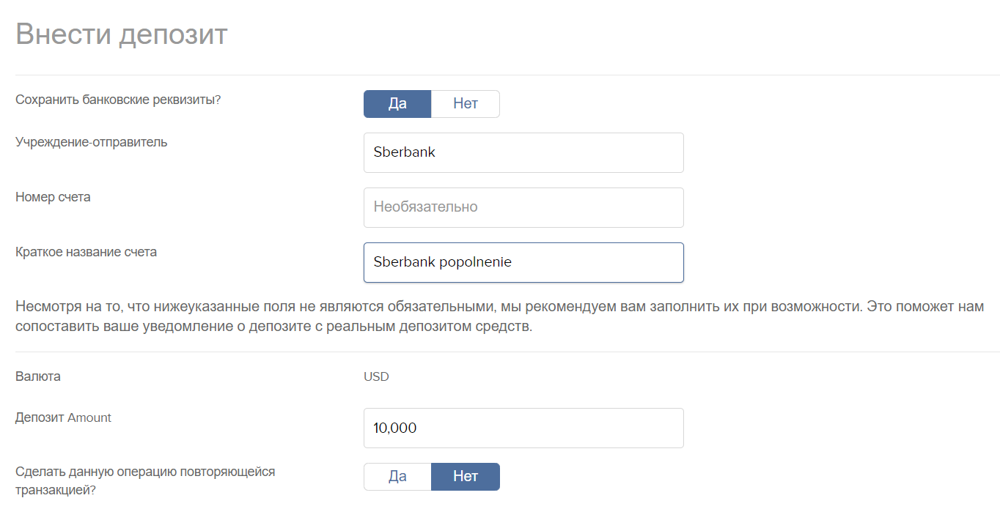 Внести депозит
Сохранить банковские реквизиты?
Да
Нет
Учреждение-отправитель
Sberbank
Номер счета
Необязательно
Краткое название счета
Sberbank popolnenie
Несмотря на то, что нижеуказанные поля не являются обязательными, мы рекомендуем вам заполнить их при возможности. Это поможет нам
сопоставить ваше уведомление о депозите с реальным депозитом средств.
Валюта
USD
Депозит Amount
10,000
Сделать данную операцию повторяющейся
транзакцией?
Да
Нет